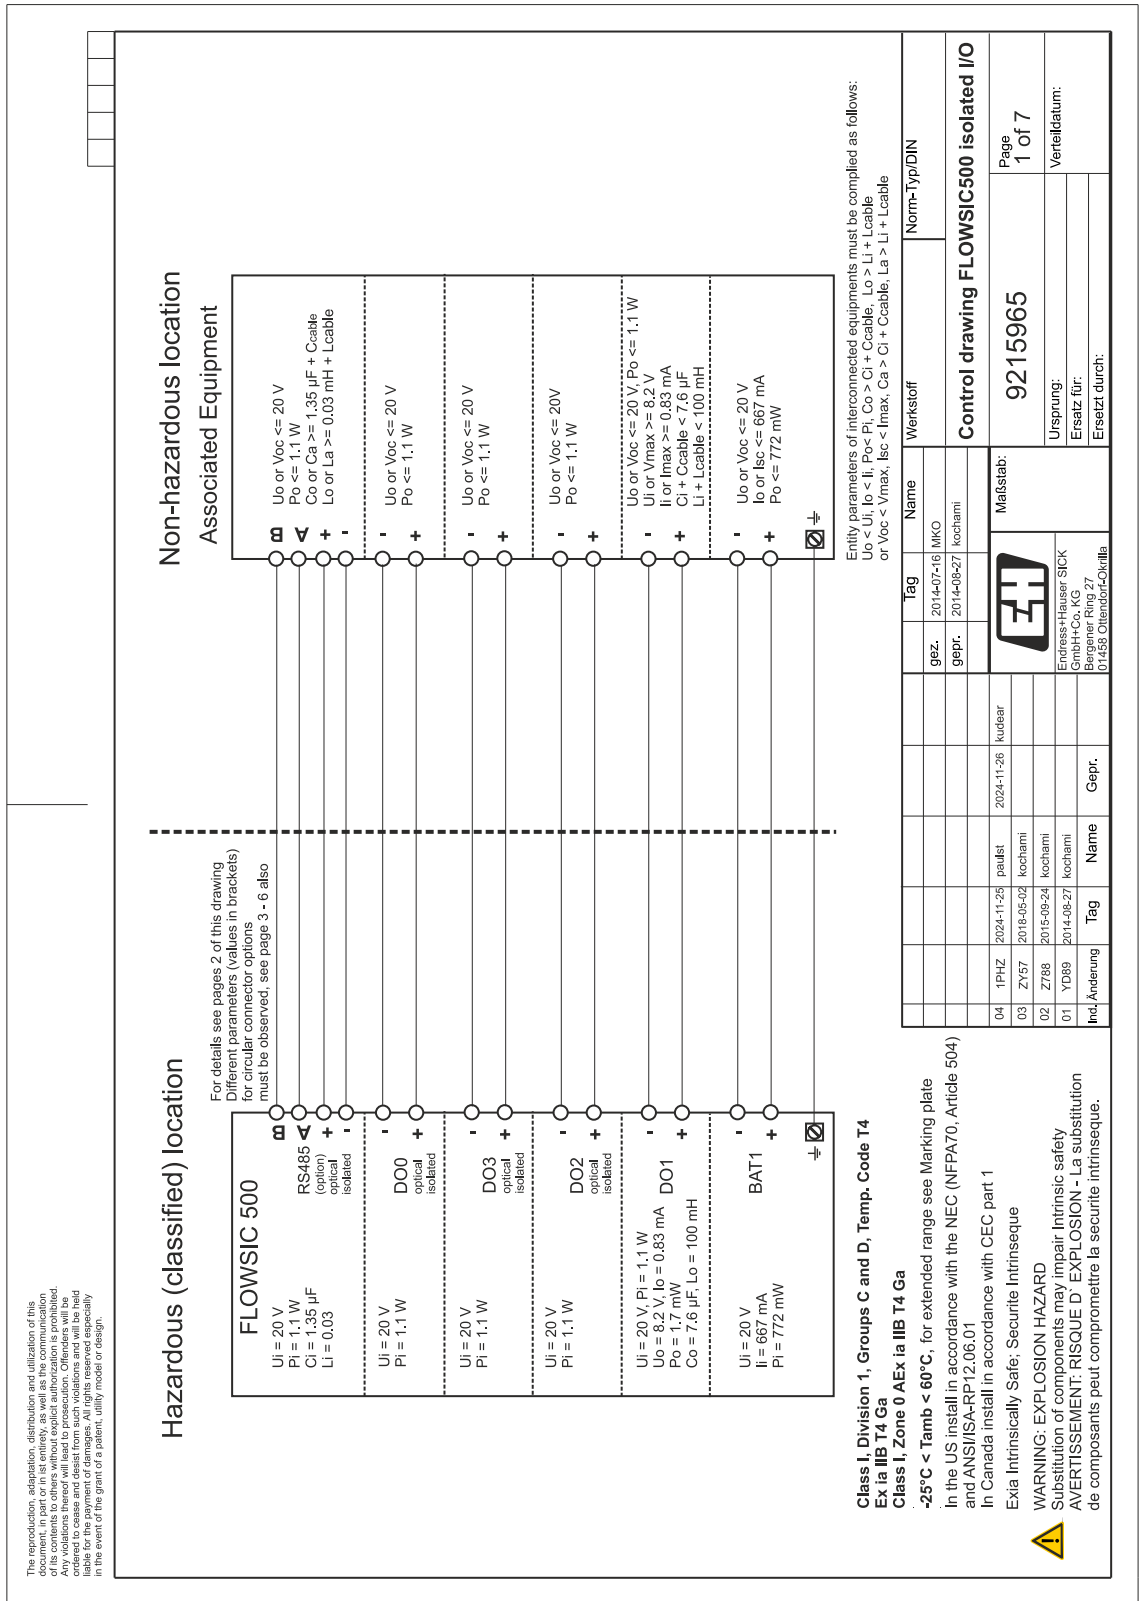 The reproduction, adaptation, distribution and utilization of this
document, in part or in ist entirety, as well as the communication
of its contents to others without explicit authorization is prohibited.
Any violations thereof will lead to prosecution. Offenders will be
ordered to cease and desist from such violations and will be held
liable for the payment of damages. All rights reserved especially
in the event of the grant of a patent, utility model or design.
Hazardous (classified) location
Non-hazardous location
Associated Equipment
For details see pages 2 of this drawing
Different parameters (values in brackets)
for circular connector options
must be observed, see page 3 - 6 also
FLOWSIC 500
Ui = 20 V
Pi = 1.1 W
Ci = 1.35 µF
Li = 0.03
RS485
(option)
optical
isolated
B
A
+
-
B
A
+
-
Uo or Voc <= 20 V
Po <= 1.1 W
Co or Ca >= 1.35 µF + Ccable
Lo or La >= 0.03 mH + Lcable
Ui = 20 V
Pi = 1.1 W
DO0
optical
isolated
-
+
-
+
Uo or Voc <= 20 V
Po <= 1.1 W
Ui = 20 V
Pi = 1.1 W
DO3
optical
isolated
-
+
-
+
Uo or Voc <= 20 V
Po <= 1.1 W
Ui = 20 V
Pi = 1.1 W
DO2
optical
isolated
-
+
-
+
Uo or Voc <= 20V
Po <= 1.1 W
Ui = 20 V, Pi = 1.1 W
Uo = 8.2 V, Io = 0.83 mA
Po = 1.7 mW
Co = 7.6 µF, Lo = 100 mH
DO1
-
+
-
+
Uo or Voc <= 20 V, Po <= 1.1 W
Ui or Vmax >= 8.2 V
Ii or Imax >= 0.83 mA
Ci + Ccable < 7.6 µF
Li + Lcable < 100 mH
Ui = 20 V
Ii = 667 mA
Pi = 772 mW
BAT1
-
+
-
+
Uo or Voc <= 20 V
Io or Isc <= 667 mA
Po <= 772 mW
Entity parameters of interconnected equipments must be complied as follows:
Uo < Ui, Io < Ii, Po< Pi, Co > Ci + Ccable, Lo > Li + Lcable
or Voc < Vmax, Isc < Imax, Ca > Ci + Ccable, La > Li + Lcable
Class I, Division 1, Groups C and D, Temp. Code T4
Ex ia IIB T4 Ga
Class I, Zone 0 AEx ia IIB T4 Ga
-25°C < Tamb < 60°C, for extended range see Marking plate
In the US install in accordance with the NEC (NFPA70, Article 504)
and ANSI/ISA-RP12.06.01
In Canada install in accordance with CEC part 1
Exia Intrinsically Safe; Securite Intrinseque
WARNING: EXPLOSION HAZARD
Substitution of components may impair Intrinsic safety
AVERTISSEMENT: RISQUE D` EXPLOSION - La substitution
de composants peut compromettre la securite intrinseque.
04 1PHZ 2024-11-25 paulst 2024-11-26 kudear
03 ZY57 2018-05-02 kochami
02 Z788 2015-09-24 kochami
01 YD89 2014-08-27 kochami
Ind. Änderung Tag Name Gepr.
Tag Name
gez. 2014-07-16 MKO
gepr. 2014-08-27 kochami
EH
Endress+Hauser SICK
GmbH+Co. KG
Bergener Ring 27
01458 Ottendorf-Okrilla
Maßstab:
Werkstoff
Norm-Typ/DIN
Control drawing FLOWSIC500 isolated I/O
9215965
Page
1 of 7
Ursprung:
Ersatz für:
Ersetzt durch:
Verteildatum: